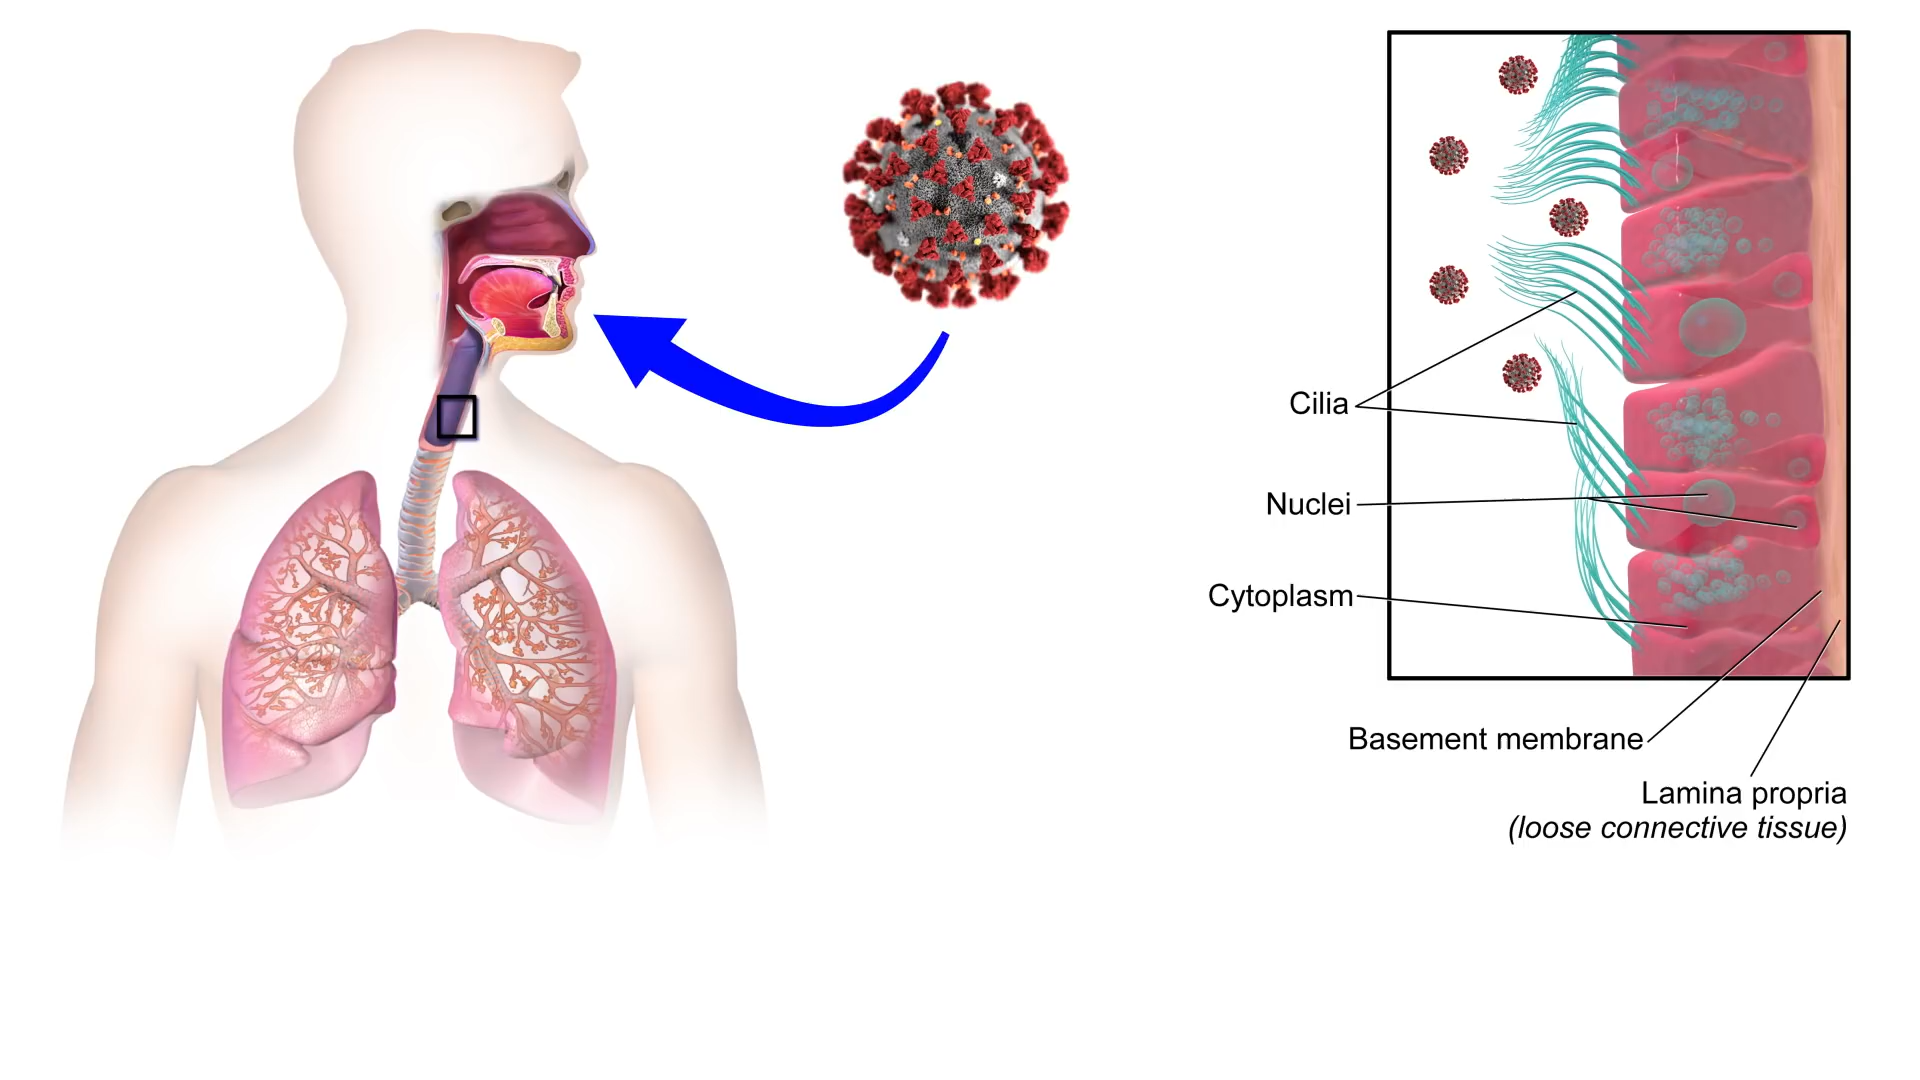 Cilia
Nuclei
Cytoplasm
Basement membrane
Lamina propria
(loose connective tissue)